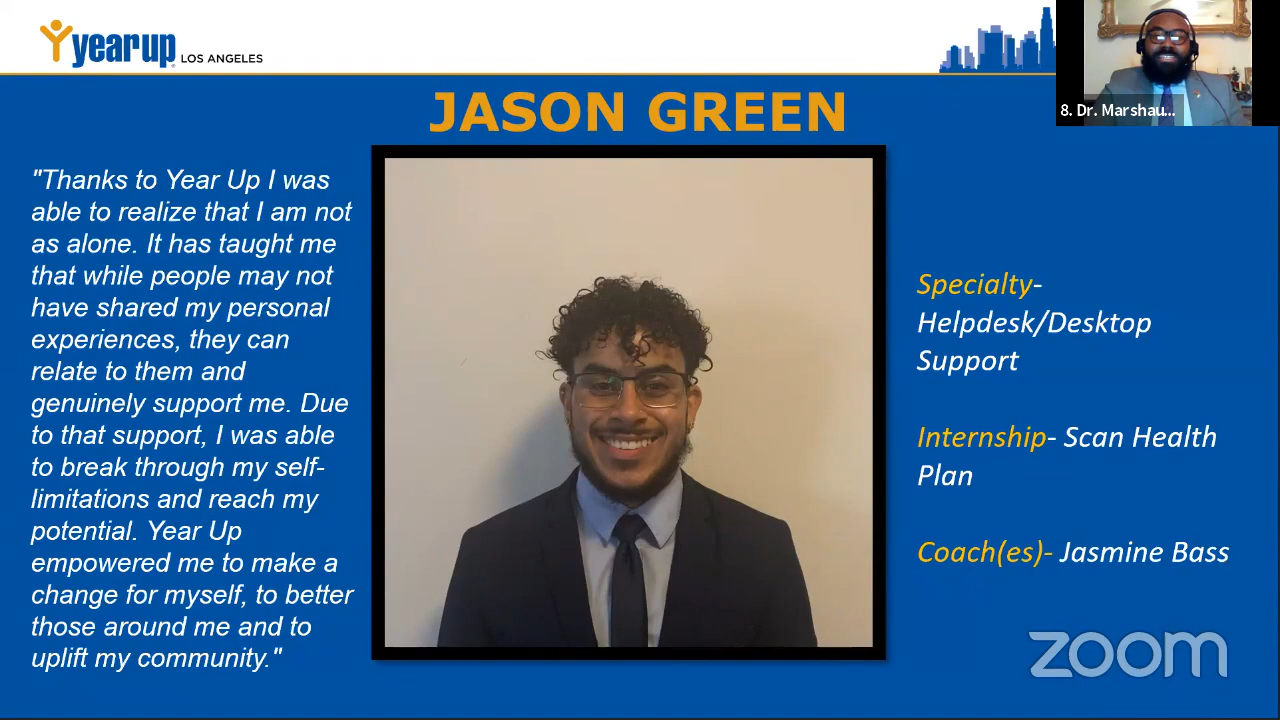 yearup LOS ANGELES
8. Dr. Marshau...
JASON GREEN
"Thanks to Year Up I was
able to realize that I am not
as alone. It has taught me
that while people may not
have shared my personal
experiences, they can
relate to them and
genuinely support me. Due
to that support, I was able
to break through my self-
limitations and reach my
potential. Year Up
empowered me to make a
change for myself, to better
those around me and to
uplift my community."
Specialty-
Helpdesk/Desktop
Support
Internship- Scan Health
Plan
Coach(es)- Jasmine Bass
zoom